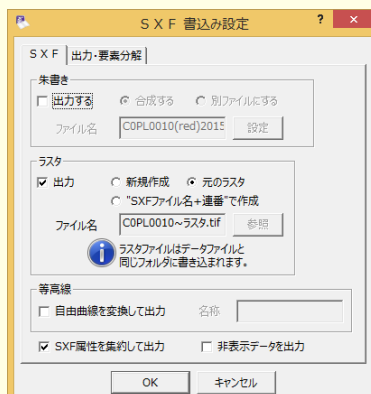 ＳＸＦ 書込み設定
? ×
ＳＸＦ 出力・要素分解
朱書き
出力する 合成する 別ファイルにする
ファイル名 C0PL0010(red)2015 設定
ラスタ
出力 新規作成 元のラスタ
"SXFファイル名+連番"で作成
ファイル名 C0PL0010~ラスタ.tif 参照
ラスタファイルはデータファイルと
同じフォルダに書き込まれます。
等高線
自由曲線を変換して出力 名称
SXF属性を集約して出力 非表示データを出力
OK キャンセル